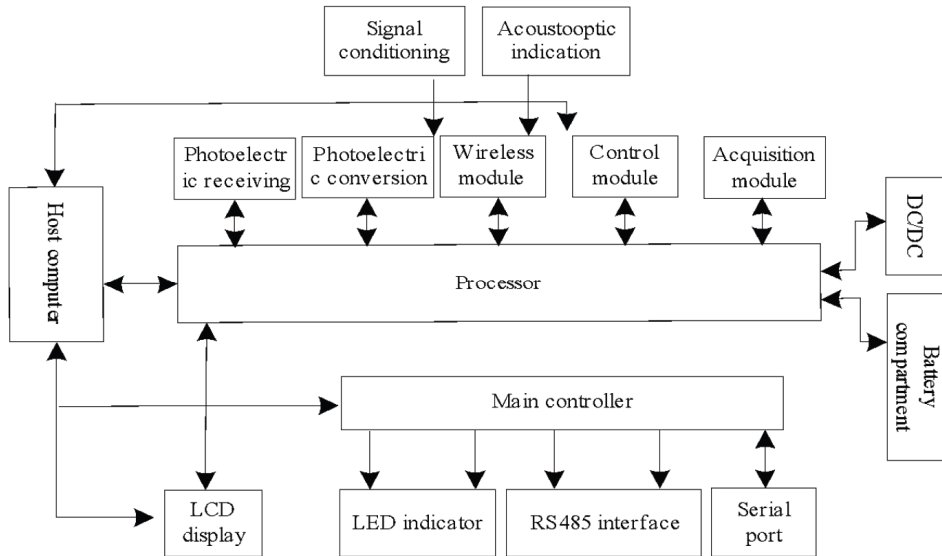 Signal
conditioning
Acoustooptic
indication
Photoelectr
ic receiving
Photoelectri
c conversion
Wireless
module
Control
module
Acquisition
module
Host computer
DC/DC
Processor
Battery
compartment
Main controller
LCD
display
LED indicator
RS485 interface
Serial
port